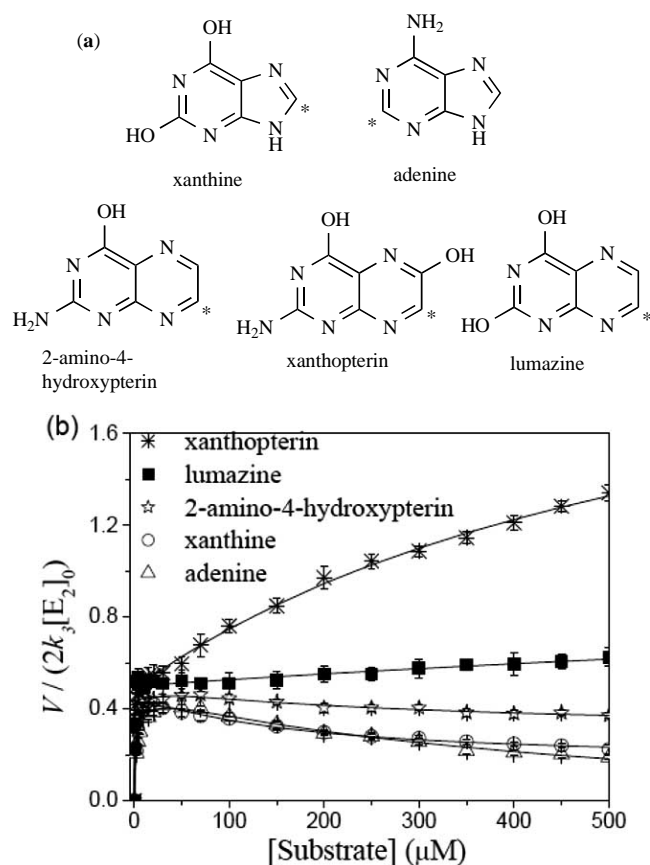 (a)
OH
N
N
*
HO
N
N
H
xanthine
NH2
N
N
*
N
N
H
adenine
OH
N
N
H2N
N
N
*
2-amino-4-
hydroxypterin
OH
N
N
OH
H2N
N
N
*
xanthopterin
OH
N
N
HO
N
N
*
lumazine
(b)
xanthopterin
lumazine
2-amino-4-hydroxypterin
xanthine
adenine
1.6
1.2
0.8
0.4
0.0
V / (2k3[E2]0)
0
100
200
300
400
500
[Substrate] (μM)